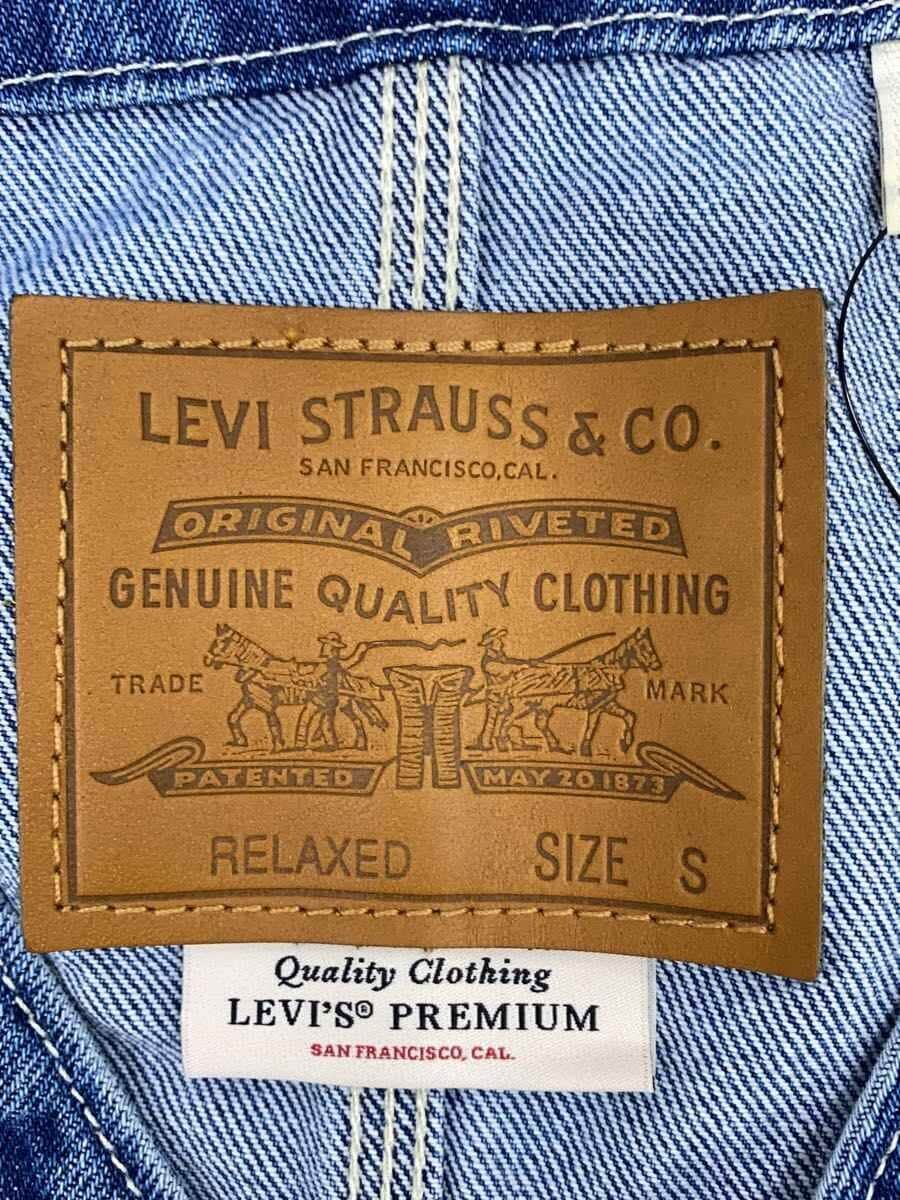 LEVI STRAUSS & CO.
SAN FRANCISCO, CAL.
ORIGINAL RIVETED
GENUINE QUALITY CLOTHING
TRADE MARK
PATENTED MAY 20 1873
RELAXED SIZE S
Quality Clothing
LEVI'S® PREMIUM
SAN FRANCISCO, CAL.